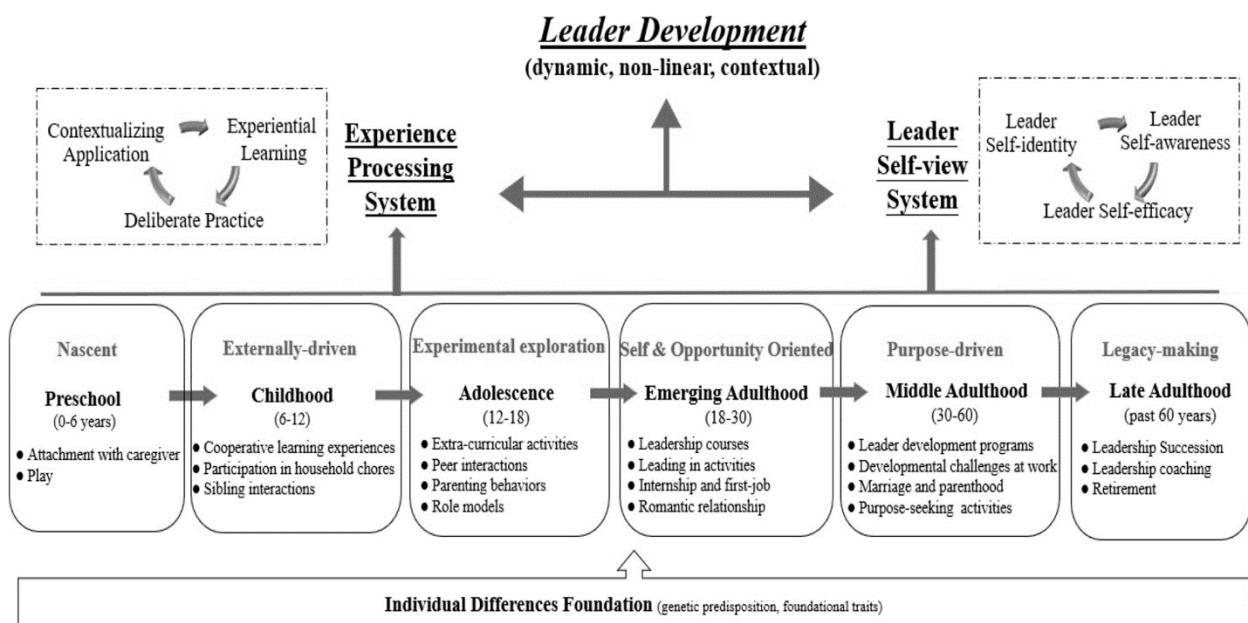 Leader Development
(dynamic, non-linear, contextual)
Contextualizing
Application
Experiential
Learning
Deliberate Practice
Experience
Processing
System
Leader
Self-view
System
Leader
Self-identity
Leader
Self-awareness
Leader Self-efficacy
Nascent
Preschool
(0-6 years)
● Attachment with caregiver
● Play
Externally-driven
Childhood
(6-12)
● Cooperative learning experiences
● Participation in household chores
● Sibling interactions
Experimental exploration
Adolescence
(12-18)
● Extra-curricular activities
● Peer interactions
● Parenting behaviors
● Role models
Self & Opportunity Oriented
Emerging Adulthood
(18-30)
● Leadership courses
● Leading in activities
● Internship and first-job
● Romantic relationship
Purpose-driven
Middle Adulthood
(30-60)
● Leader development programs
● Developmental challenges at work
● Marriage and parenthood
● Purpose-seeking activities
Legacy-making
Late Adulthood
(past 60 years)
● Leadership Succession
● Leadership coaching
● Retirement
Individual Differences Foundation (genetic predisposition, foundational traits)